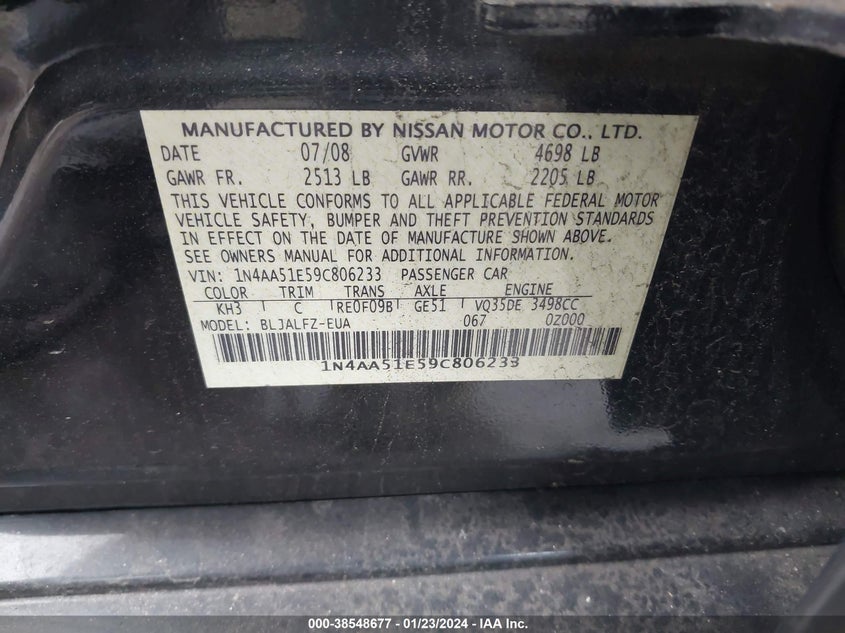 MANUFACTURED BY NISSAN MOTOR CO., LTD.
DATE 07/08 GVWR 4698 LB
GAWR FR. 2513 LB GAWR RR. 2205 LB
THIS VEHICLE CONFORMS TO ALL APPLICABLE FEDERAL MOTOR
VEHICLE SAFETY, BUMPER AND THEFT PREVENTION STANDARDS
IN EFFECT ON THE DATE OF MANUFACTURE SHOWN ABOVE.
SEE OWNERS MANUAL FOR ADDITIONAL INFORMATION.
VIN: 1N4AA51E59C806233 PASSENGER CAR
COLOR TRIM TRANS AXLE ENGINE
KH3 C RE0F09B GE51 VQ35DE 3498CC
MODEL: BLJALFZ-EUA 067 0Z000
1N4AA51E59C806233
000-38548677 - 01/23/2024 - IAA Inc.